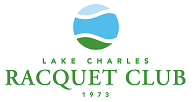 LAKE CHARLES
RACQUET CLUB
1973